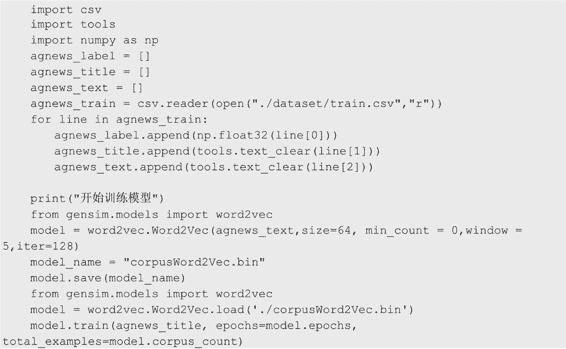 import csv
import tools
import numpy as np
agnews_label = []
agnews_title = []
agnews_text = []
agnews_train = csv.reader(open("./dataset/train.csv","r"))
for line in agnews_train:
    agnews_label.append(np.float32(line[0]))
    agnews_title.append(tools.text_clear(line[1]))
    agnews_text.append(tools.text_clear(line[2]))

print("开始训练模型")
from gensim.models import word2vec
model = word2vec.Word2Vec(agnews_text,size=64, min_count = 0,window =
5,iter=128)
model_name = "corpusWord2Vec.bin"
model.save(model_name)
from gensim.models import word2vec
model = word2vec.Word2Vec.load('./corpusWord2Vec.bin')
model.train(agnews_title, epochs=model.epochs,
total_examples=model.corpus_count)